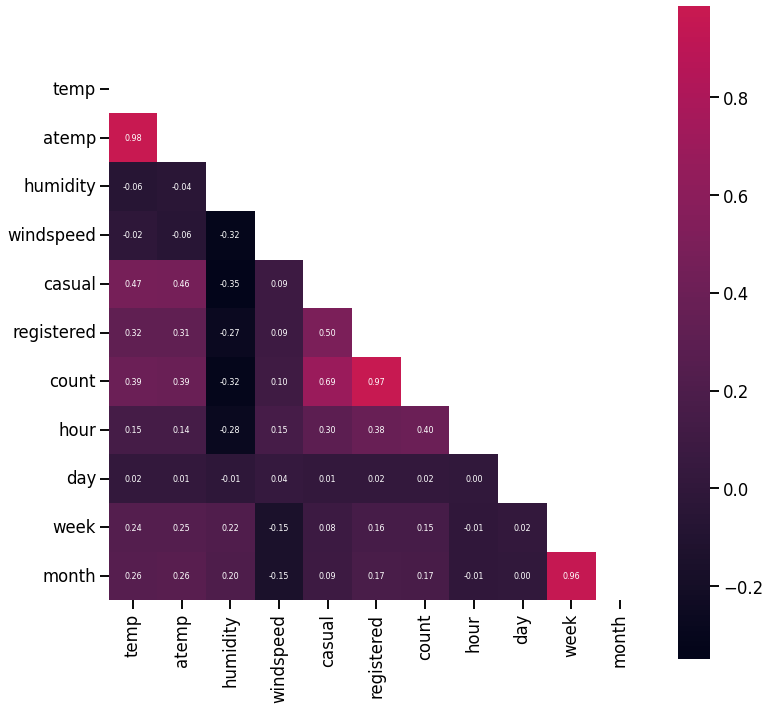 temp
atemp 0.98
humidity -0.06 -0.04
windspeed -0.02 -0.06 -0.32
casual 0.47 0.46 -0.35 0.09
registered 0.32 0.31 -0.27 0.09 0.50
count 0.39 0.39 -0.32 0.10 0.69 0.97
hour 0.15 0.14 -0.28 0.15 0.30 0.38 0.40
day 0.02 0.01 -0.01 0.04 0.01 0.02 0.02 0.00
week 0.24 0.25 0.22 -0.15 0.08 0.16 0.15 -0.01 0.02
month 0.26 0.26 0.20 -0.15 0.09 0.17 0.17 -0.01 0.00 0.96
temp atemp humidity windspeed casual registered count hour day week month
0.8
0.6
0.4
0.2
0.0
−0.2